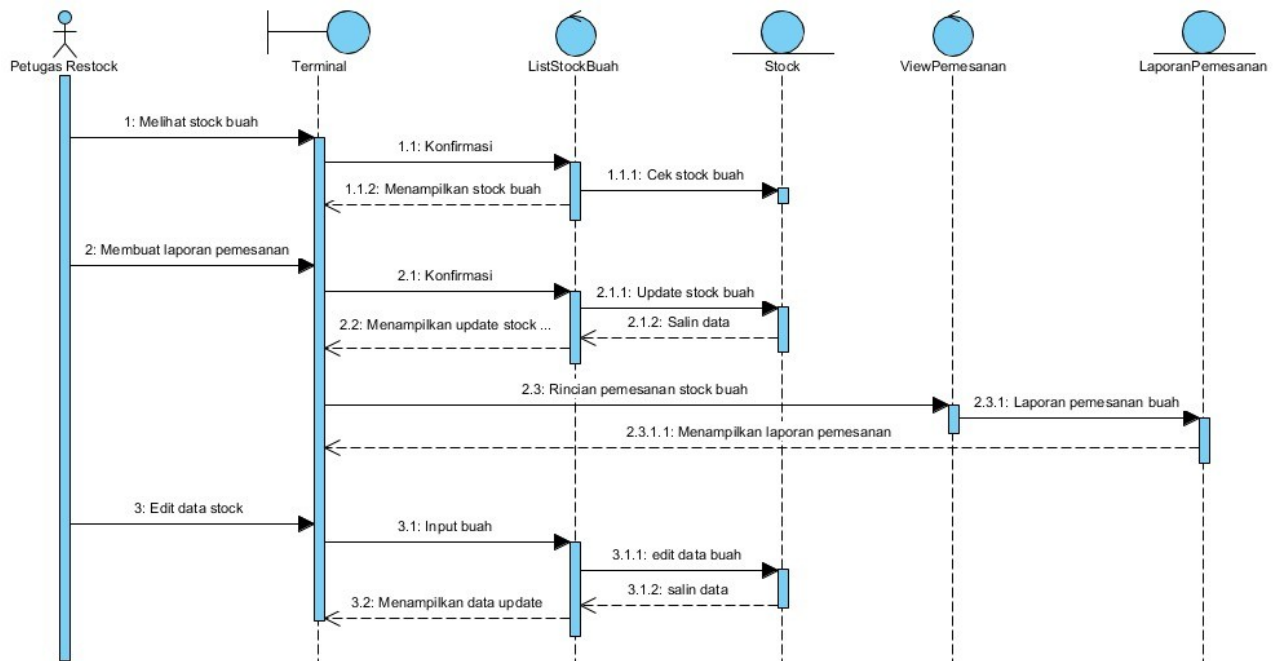 Petugas Restock
Terminal
ListStockBuah
Stock
ViewPemesanan
LaporanPemesanan
1: Melihat stock buah
1.1: Konfirmasi
1.1.1: Cek stock buah
1.1.2: Menampilkan stock buah
2: Membuat laporan pemesanan
2.1: Konfirmasi
2.1.1: Update stock buah
2.1.2: Salin data
2.2: Menampilkan update stock ...
2.3: Rincian pemesanan stock buah
2.3.1: Laporan pemesanan buah
2.3.1.1: Menampilkan laporan pemesanan
3: Edit data stock
3.1: Input buah
3.1.1: edit data buah
3.1.2: salin data
3.2: Menampilkan data update